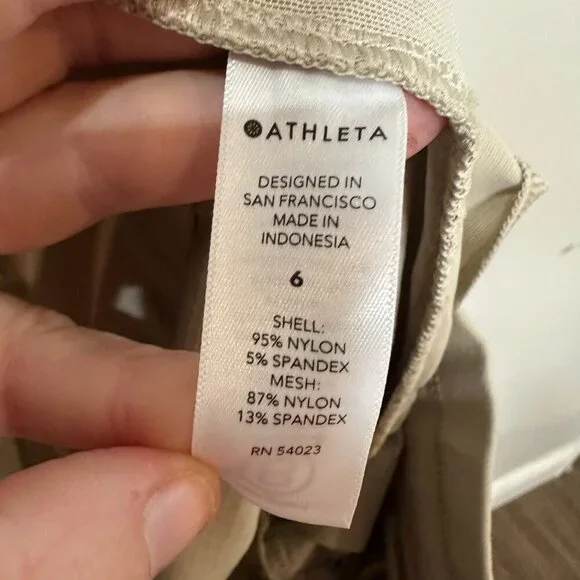 ATHLETA
DESIGNED IN
SAN FRANCISCO
MADE IN
INDONESIA
6
SHELL:
95% NYLON
5% SPANDEX
MESH:
87% NYLON
13% SPANDEX
RN 54023